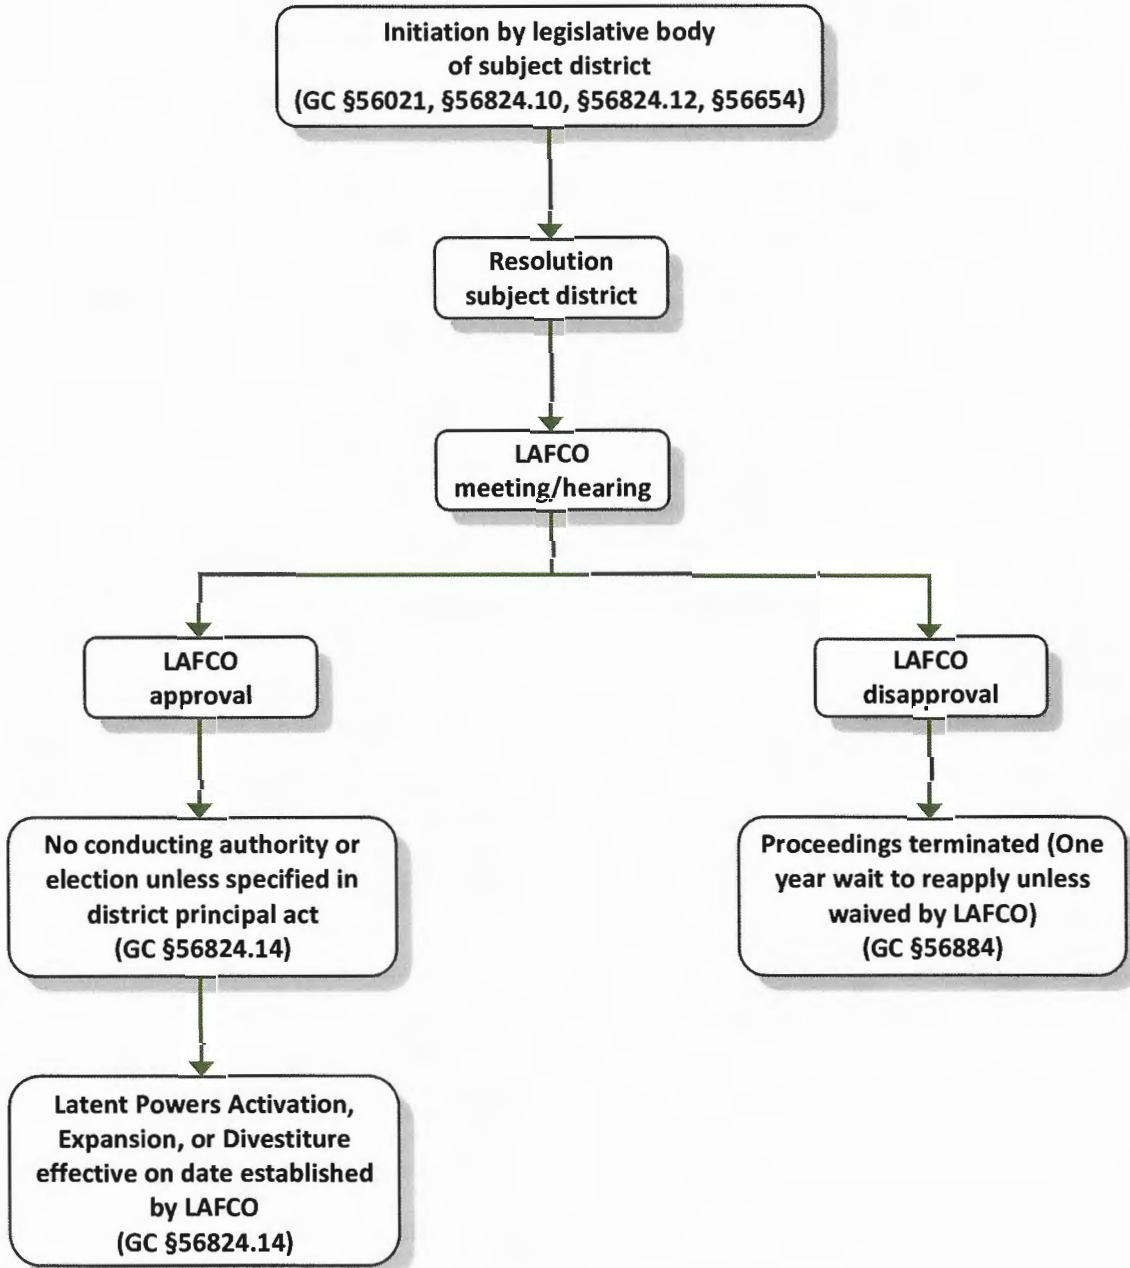 Initiation by legislative body
of subject district
(GC §56021, §56824.10, §56824.12, §56654)
Resolution
subject district
LAFCO
meeting/hearing
LAFCO
approval
LAFCO
disapproval
No conducting authority or
election unless specified in
district principal act
(GC §56824.14)
Proceedings terminated (One
year wait to reapply unless
waived by LAFCO)
(GC §56884)
Latent Powers Activation,
Expansion, or Divestiture
effective on date established
by LAFCO
(GC §56824.14)